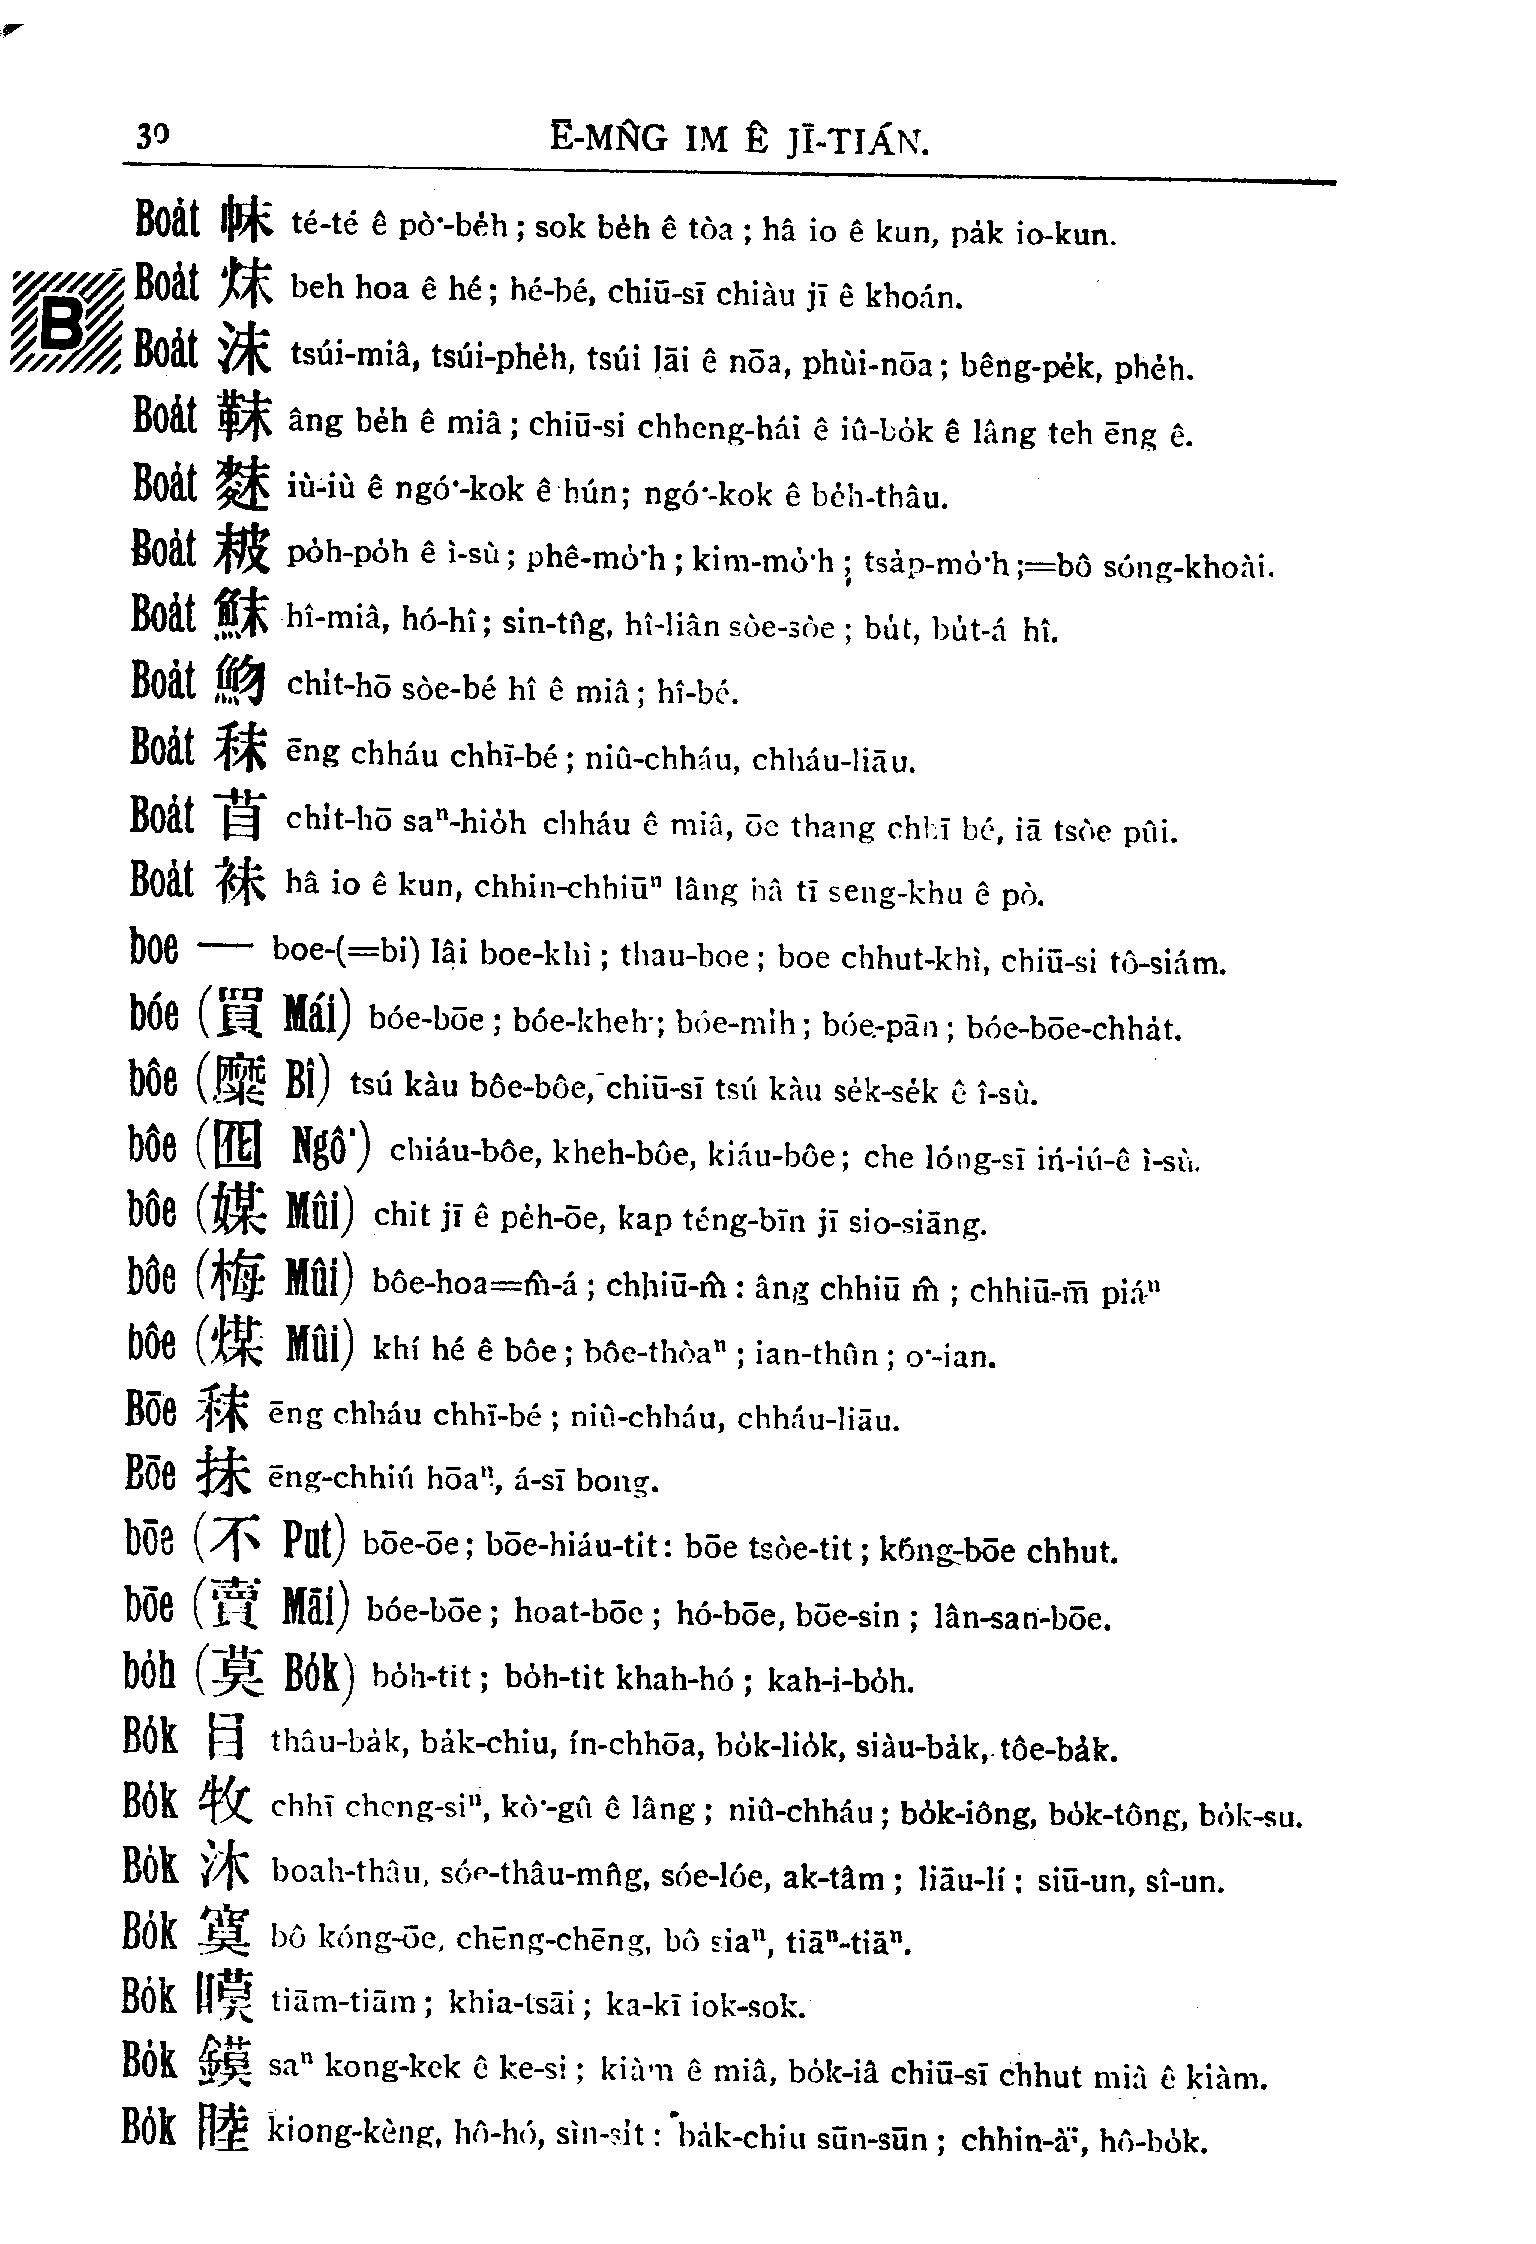 30 Ē-MN̂G IM Ê JĪ-TIÁN.
Boa̍t 帓 té-té ê pò͘-be̍h; sok be̍h ê tòa; hâ io ê kun, pa̍k io-kun.
B
Boa̍t 炑 beh hoa ê hé; hé-bé, chiū-sī chiàu jī ê khoán.
Boa̍t 沫 tsúi-miâ, tsúi-phe̍h, tsúi lāi ê nōa, phùi-nōa; bêng-pe̍k, phe̍h.
Boa̍t 靺 âng be̍h ê miâ; chiū-si chheng-hái ê iû-bo̍k ê lâng teh ēng ê.
Boa̍t 麩 iù-iù ê ngó͘-kok ê hún; ngó͘-kok ê be̍h-thâu.
Boa̍t po̍h-po̍h ê ì-sù; phê-mo̍͘h; kim-mo̍͘h; tsa̍p-mo̍͘h;=bô sóng-khoài.
Boa̍t 鮇 hî-miâ, hó-hî; sin-tn̂g, hî-liân sòe-sòe; bu̍t, bu̍t-á hî.
Boa̍t 魩 chi̍t-hō sòe-bé hî ê miâ; hî-bé.
Boa̍t 秣 ēng chháu chhī-bé; niû-chháu, chháu-liāu.
Boa̍t 苜 chi̍t-hō saⁿ-hio̍h chháu ê miâ, ōe thang chhī bé, iā tsòe pûi.
Boa̍t 袜 hâ io ê kun, chhin-chhiūⁿ lâng hâ tī seng-khu ê pò.
boe — boe-(=bi) lâi boe-khì; thau-boe; boe chhut-khì, chiū-si tô-siám.
bóe (買 Mái) bóe-bōe; bóe-kheh; bóe-mi̍h; bóe-pān; bóe-bōe-chha̍t.
bôe (糜 Bî) tsú kàu bôe-bôe, chiū-sī tsú kàu se̍k-se̍k ê ì-sù.
bôe (囮 Ngô͘) chiáu-bôe, kheh-bôe, kiáu-bôe; che lóng-sī ín-iú-ê ì-sù.
bôe (媒 Mûi) chit jī ê pe̍h-ōe, kap téng-bīn jī sio-siāng.
bôe (梅 Mûi) bôe-hoa=m̂-á; chhiū-m̂: âng chhiū m̂; chhiū-m̄ piáⁿ
bôe (煤 Mûi) khí hé ê bôe; bôe-thòaⁿ; ian-thûn; o͘-ian.
Bōe 秣 ēng chháu chhī-bé; niû-chháu, chháu-liāu.
Bōe 抹 ēng-chhiú hōaⁿ, á-sī bong.
bōe (不 Put) bōe-ōe; bōe-hiáu-tit: bōe tsòe-tit; kōng-bōe chhut.
bōe (賣 Māi) bóe-bōe; hoat-bōe; hó-bōe, bōe-sin; lân-san-bōe.
bo̍h (莫 Bo̍k) bo̍h-tit; bo̍h-tit khah-hó; kah-i-bo̍h.
Bo̍k 目 thâu-ba̍k, ba̍k-chiu, ín-chhōa, bo̍k-lio̍k, siàu-ba̍k, tôe-ba̍k.
Bo̍k 牧 chhī cheng-siⁿ, kò͘-gû ê lâng; niû-chháu; bo̍k-iông, bo̍k-tông, bo̍k-su.
Bo̍k 沐 boah-thâu, sóe-thâu-mn̂g, sóe-lóe, ak-tâm; liāu-lí; siū-un, sî-un.
Bo̍k 寞 bô kóng-ōe, chēng-chēng, bô siaⁿ, tiāⁿ-tiāⁿ.
Bo̍k 嗼 tiām-tiām; khia-tsāi; ka-kī iok-sok.
Bo̍k 鏌 saⁿ kong-kek ê ke-si; kiàm ê miâ, bo̍k-iâ chiū-sī chhut miâ ê kiàm.
Bo̍k 睦 kiong-kèng, hô-hó, sìn-si̍t: ba̍k-chiu sūn-sūn; chhin-ài, hô-bo̍k.